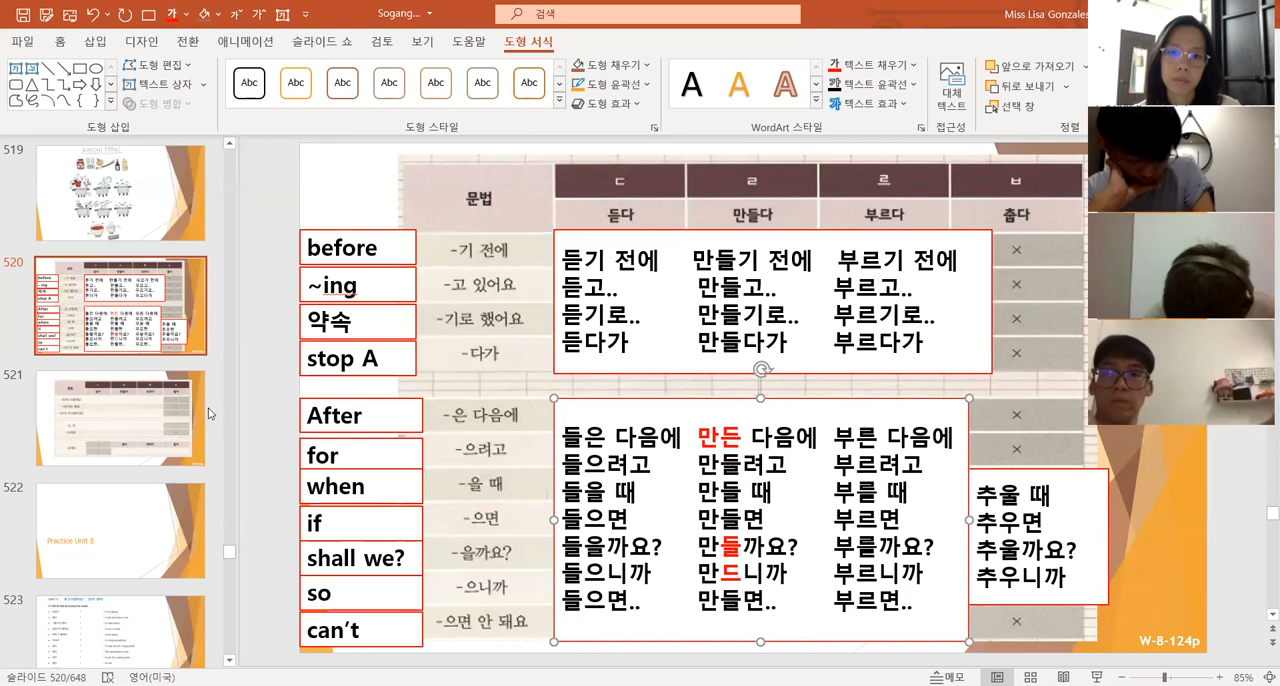 Sogang...
검색
Miss Lisa Gonzales
파일 홈 삽입 디자인 전환 애니메이션 슬라이드 쇼 검토 보기 도움말 도형 서식
도형 편집
텍스트 상자
도형 병합
도형 삽입
Abc Abc Abc Abc Abc Abc Abc
도형 채우기
도형 윤곽선
도형 효과
도형 스타일
A A A
텍스트 채우기
텍스트 윤곽선
텍스트 효과
WordArt 스타일
대체
텍스트
접근성
앞으로 가져오기
뒤로 보내기
선택 창
정렬
519
520
521
522
Practice Unit 8
523
문법 ㄷ ㄹ 르 ㅂ
듣다 만들다 부르다 춥다
before -기 전에 듣기 전에 만들기 전에 부르기 전에 ×
~ing -고 있어요 듣고.. 만들고.. 부르고.. ×
약속 -기로 했어요 듣기로.. 만들기로.. 부르기로.. ×
stop A -다가 듣다가 만들다가 부르다가 ×
After -은 다음에 들은 다음에 만든 다음에 부른 다음에 ×
for -으려고 들으려고 만들려고 부르려고 ×
when -을 때 들을 때 만들 때 부를 때 추울 때
if -으면 들으면 만들면 부르면 추우면
shall we? -을까요? 들을까요? 만들까요? 부를까요? 추울까요?
so -으니까 들으니까 만드니까 부르니까 추우니까
can't -으면 안 돼요 들으면.. 만들면.. 부르면.. ×
W-8-124p
슬라이드 520/648 영어(미국) 메모 85%